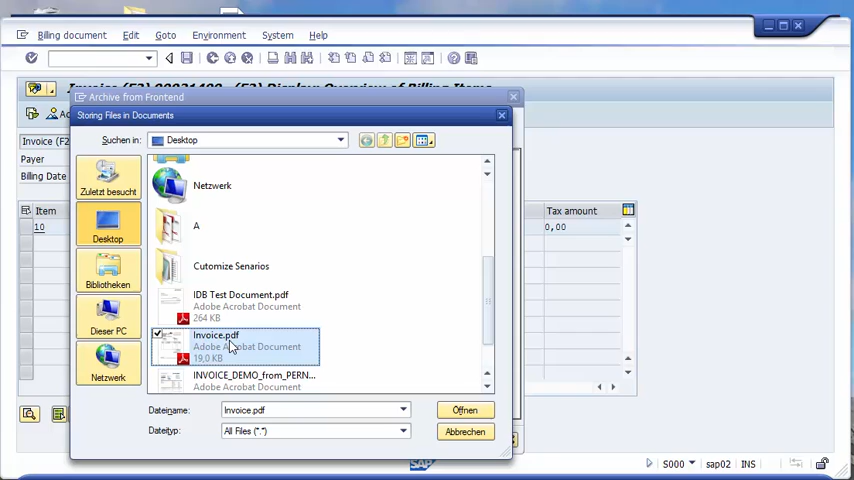 Billing document Edit Goto Environment System Help
Archive from Frontend
Storing Files in Documents
Suchen in: Desktop
Invoice (F2
Payer
Billing Date
Zuletzt besucht
Desktop
Bibliotheken
Dieser PC
Netzwerk
Netzwerk
A
Cutomize Senarios
IDB Test Document.pdf
Adobe Acrobat Document
264 KB
Invoice.pdf
Adobe Acrobat Document
19,0 KB
INVOICE_DEMO_from_PERN...
Adobe Acrobat Document
Item
10
Tax amount
0,00
Dateiname: Invoice.pdf Öffnen
Dateityp: All Files (*.*) Abbrechen
SAP
S000 sap02 INS